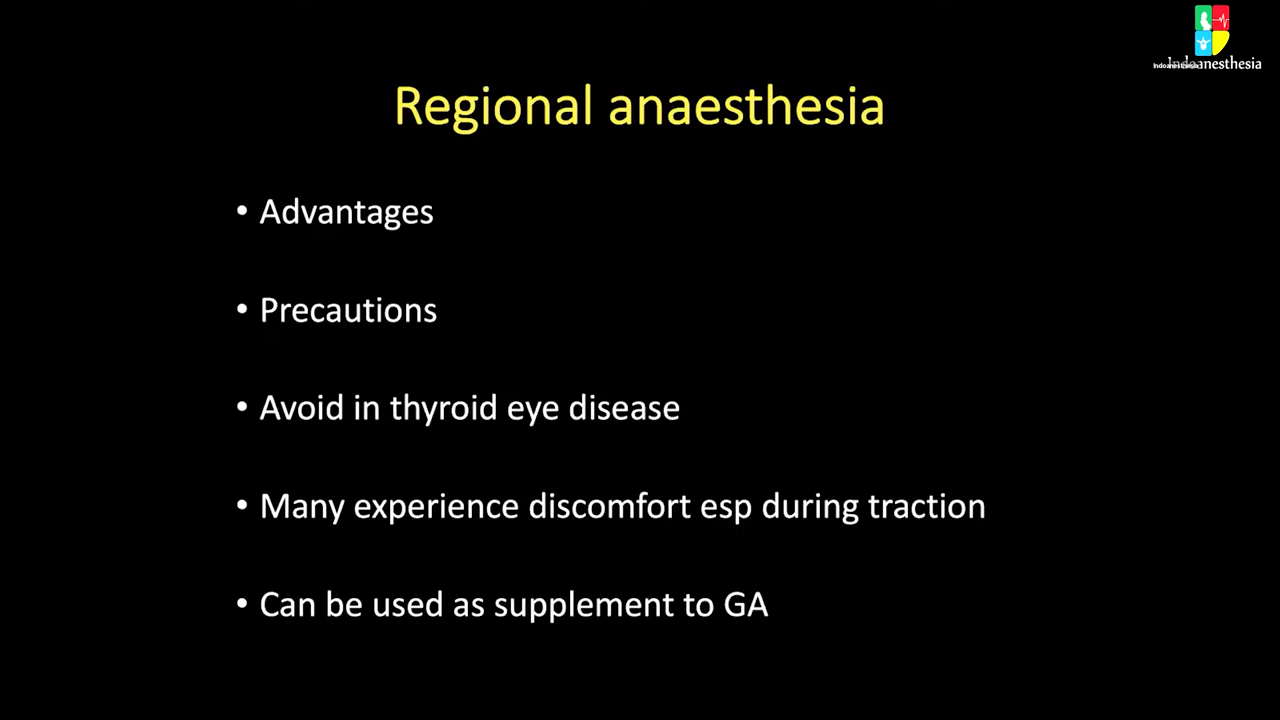 Indoanesthesia
Regional anaesthesia
• Advantages
• Precautions
• Avoid in thyroid eye disease
• Many experience discomfort esp during traction
• Can be used as supplement to GA